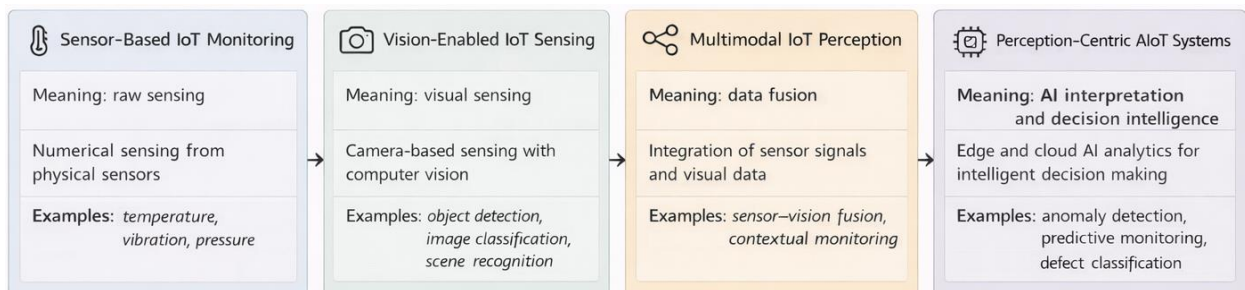 Sensor-Based IoT Monitoring
Meaning: raw sensing
Numerical sensing from
physical sensors
Examples: temperature,
vibration, pressure
Vision-Enabled IoT Sensing
Meaning: visual sensing
Camera-based sensing with
computer vision
Examples: object detection,
image classification,
scene recognition
Multimodal IoT Perception
Meaning: data fusion
Integration of sensor signals
and visual data
Examples: sensor–vision fusion,
contextual monitoring
Perception-Centric AIoT Systems
Meaning: AI interpretation
and decision intelligence
Edge and cloud AI analytics for
intelligent decision making
Examples: anomaly detection,
predictive monitoring,
defect classification